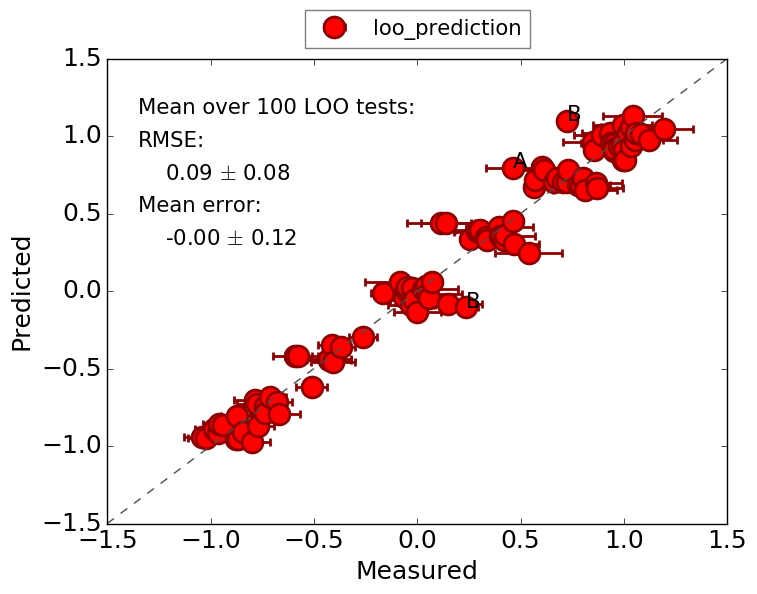 loo_prediction
1.5
1.0
0.5
0.0
−0.5
−1.0
−1.5
Predicted
Mean over 100 LOO tests:
RMSE:
0.09 ± 0.08
Mean error:
-0.00 ± 0.12
B
A
B
−1.5 −1.0 −0.5 0.0 0.5 1.0 1.5
Measured